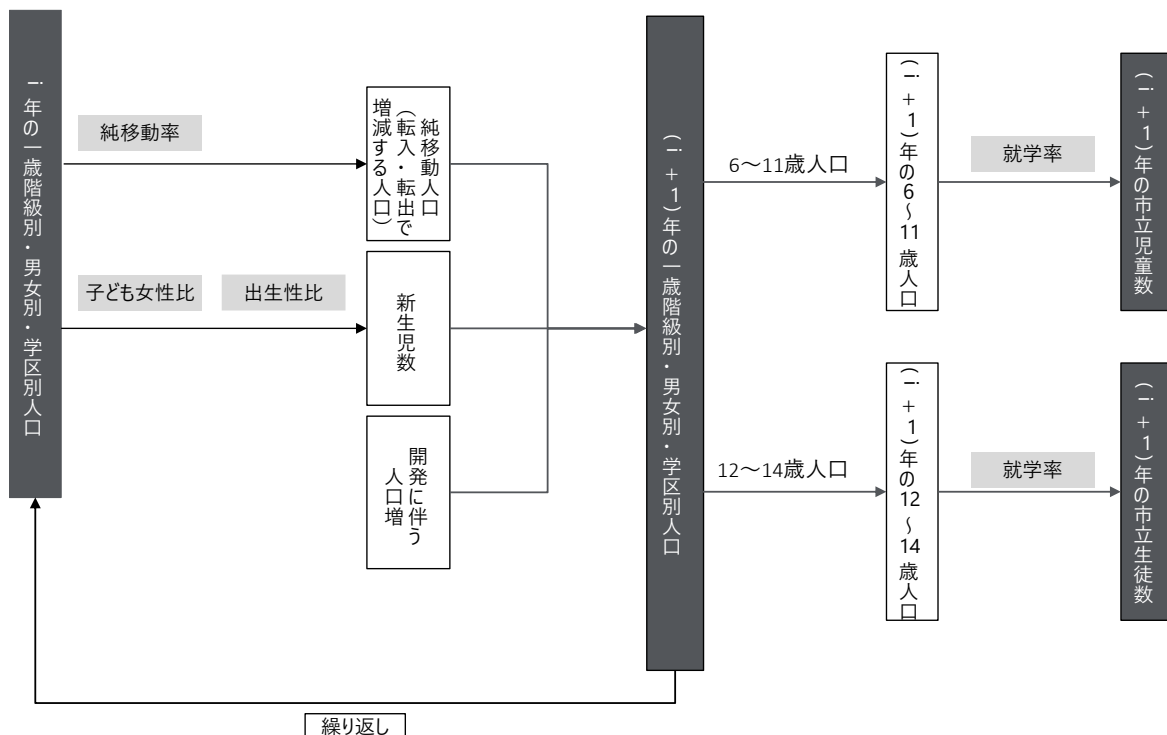 i年の一歳階級別・男女別・学区別人口
純移動率
純移動人口
(転入・転出で
増減する人口)
子ども女性比
出生性比
新生児数
開発に伴う
人口増
(i+1)年の一歳階級別・男女別・学区別人口
6～11歳人口
(i+1)年の6～11歳人口
就学率
(i+1)年の市立児童数
12～14歳人口
(i+1)年の12～14歳人口
就学率
(i+1)年の市立生徒数
繰り返し